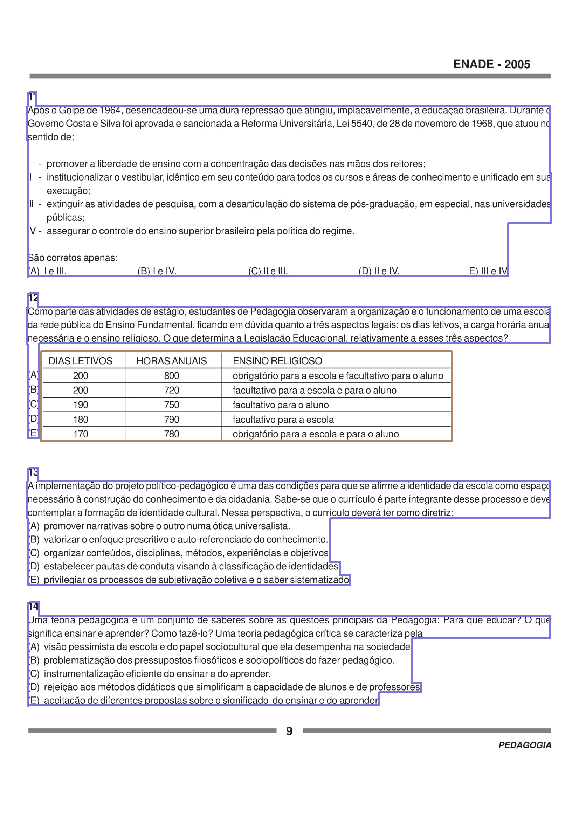 ENADE - 2005
11
Após o Golpe de 1964, desencadeou-se uma dura repressão que atingiu, implacavelmente, a educação brasileira. Durante o
Governo Costa e Silva foi aprovada e sancionada a Reforma Universitária, Lei 5540, de 28 de novembro de 1968, que atuou no
sentido de:
- promover a liberdade de ensino com a concentração das decisões nas mãos dos reitores;
I - institucionalizar o vestibular, idêntico em seu conteúdo para todos os cursos e áreas de conhecimento e unificado em sua
execução;
II - extinguir as atividades de pesquisa, com a desarticulação do sistema de pós-graduação, em especial, nas universidades
públicas;
IV - assegurar o controle do ensino superior brasileiro pela política do regime.
São corretos apenas:
(A) I e III. (B) I e IV. (C) II e III. (D) II e IV. E) III e IV
12
Como parte das atividades de estágio, estudantes de Pedagogia observaram a organização e o funcionamento de uma escola
da rede pública do Ensino Fundamental, ficando em dúvida quanto a três aspectos legais: os dias letivos, a carga horária anual
necessária e o ensino religioso. O que determina a Legislação Educacional, relativamente a esses três aspectos?
DIAS LETIVOS HORAS ANUAIS ENSINO RELIGIOSO
(A) 200 800 obrigatório para a escola e facultativo para o aluno
(B) 200 720 facultativo para a escola e para o aluno
(C) 190 750 facultativo para o aluno
(D) 180 790 facultativo para a escola
(E) 170 780 obrigatório para a escola e para o aluno
13
A implementação do projeto político-pedagógico é uma das condições para que se afirme a identidade da escola como espaço
necessário à construção do conhecimento e da cidadania. Sabe-se que o currículo é parte integrante desse processo e deve
contemplar a formação de identidade cultural. Nessa perspectiva, o currículo deverá ter como diretriz:
(A) promover narrativas sobre o outro numa ótica universalista.
(B) valorizar o enfoque prescritivo e auto-referenciado do conhecimento.
(C) organizar conteúdos, disciplinas, métodos, experiências e objetivos.
(D) estabelecer pautas de conduta visando à classificação de identidades.
(E) privilegiar os processos de subjetivação coletiva e o saber sistematizado.
14
Uma teoria pedagógica é um conjunto de saberes sobre as questões principais da Pedagogia: Para que educar? O que
significa ensinar e aprender? Como fazê-lo? Uma teoria pedagógica crítica se caracteriza pela
(A) visão pessimista da escola e do papel sociocultural que ela desempenha na sociedade.
(B) problematização dos pressupostos filosóficos e sociopolíticos do fazer pedagógico.
(C) instrumentalização eficiente do ensinar e do aprender.
(D) rejeição aos métodos didáticos que simplificam a capacidade de alunos e de professores.
(E) aceitação de diferentes propostas sobre o significado do ensinar e do aprender.
9
PEDAGOGIA